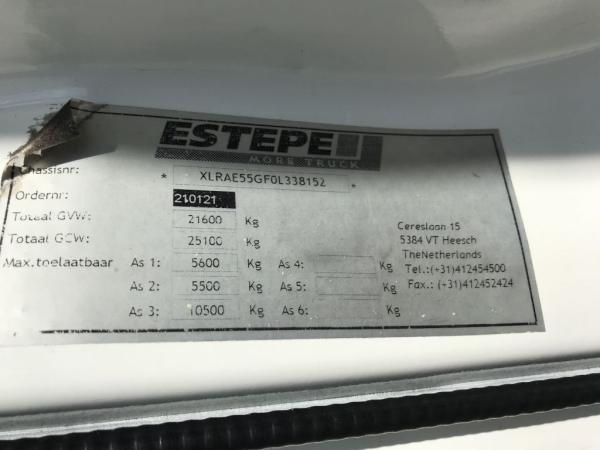 ESTEPE
MORE TRUCK
Chassisnr: * XLRAE55GF0L338152 *
Ordernr: 210121
Totaal GVW: 21600 Kg
Totaal GCW: 25100 Kg
Max.toelaatbaar As 1: 5600 Kg As 4: Kg
As 2: 5500 Kg As 5: Kg
As 3: 10500 Kg As 6: Kg
Cereslaan 15
5384 VT Heesch
TheNetherlands
Tel.:(+31)412454500
Fax.: (+31)412452424